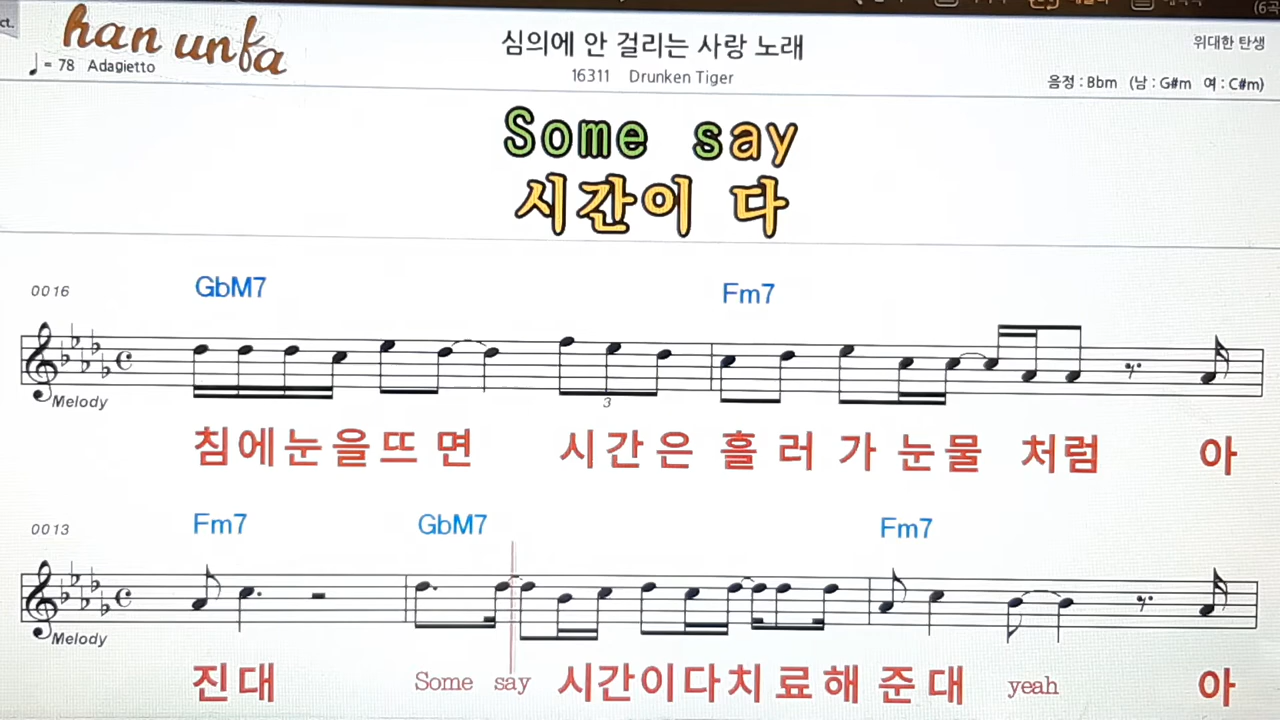 ct.
han unfa
심의에 안 걸리는 사랑 노래
위대한 탄생
♩ = 78 Adagietto
16311 Drunken Tiger
음정 : Bbm (남 : G#m 여 : C#m)
Some say
시간이 다
0016
GbM7 Fm7
3
Melody
침에눈을뜨면 시간은 흘러가 눈물 처럼 아
0013
Fm7 GbM7 Fm7
Melody
진대 Some say 시간이다치료해 준대 yeah 아